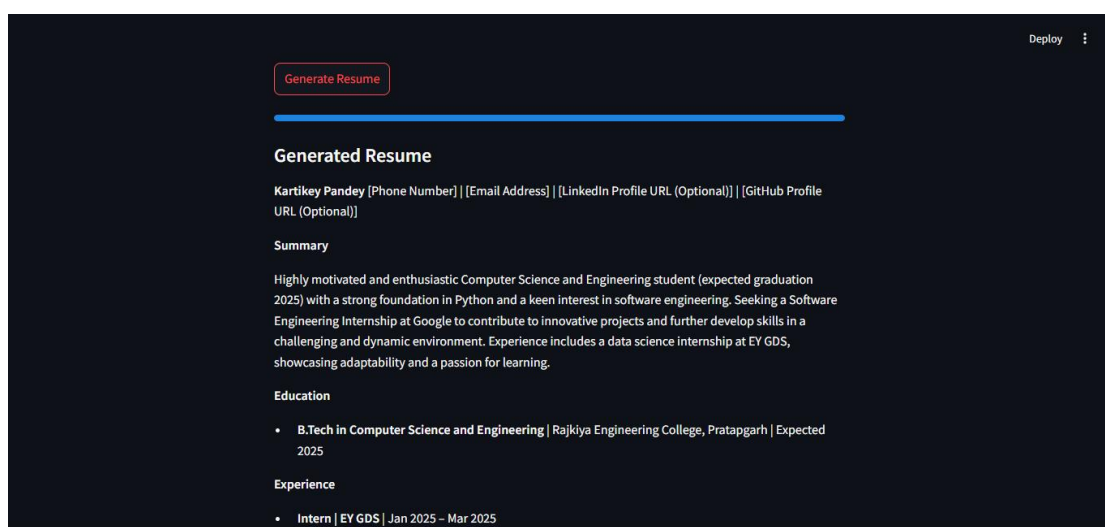 Deploy
Generate Resume
Generated Resume
Kartikey Pandey [Phone Number] | [Email Address] | [LinkedIn Profile URL (Optional)] | [GitHub Profile
URL (Optional)]
Summary
Highly motivated and enthusiastic Computer Science and Engineering student (expected graduation
2025) with a strong foundation in Python and a keen interest in software engineering. Seeking a Software
Engineering Internship at Google to contribute to innovative projects and further develop skills in a
challenging and dynamic environment. Experience includes a data science internship at EY GDS,
showcasing adaptability and a passion for learning.
Education
• B.Tech in Computer Science and Engineering | Rajkiya Engineering College, Pratapgarh | Expected
2025
Experience
• Intern | EY GDS | Jan 2025 – Mar 2025